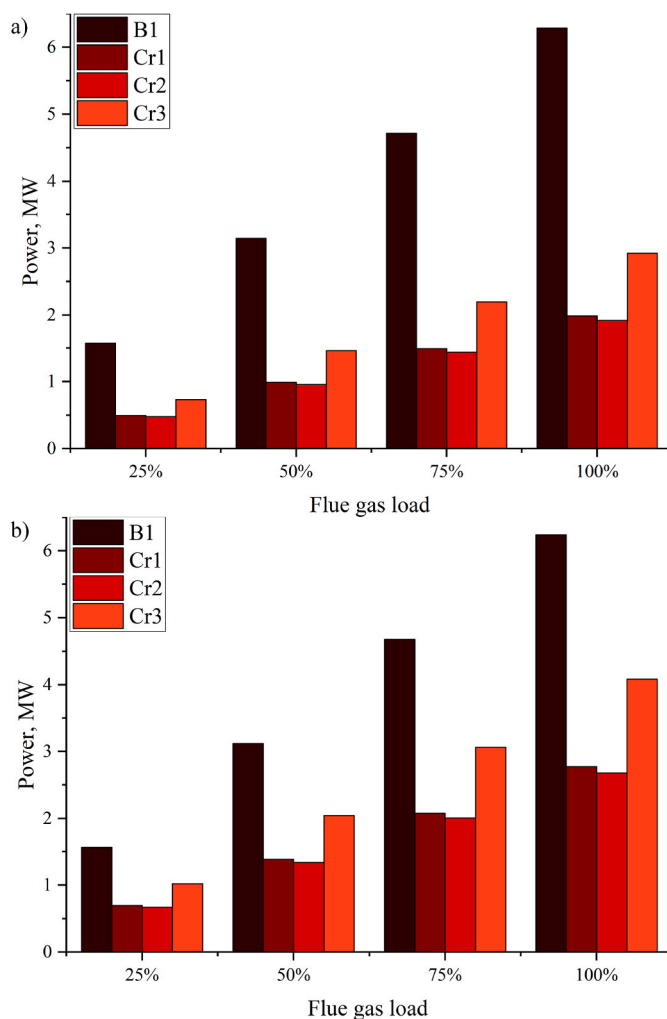 a)
B1
Cr1
Cr2
Cr3
Power, MW
6
5
4
3
2
1
0
25% 50% 75% 100%
Flue gas load
b)
B1
Cr1
Cr2
Cr3
Power, MW
6
5
4
3
2
1
0
25% 50% 75% 100%
Flue gas load